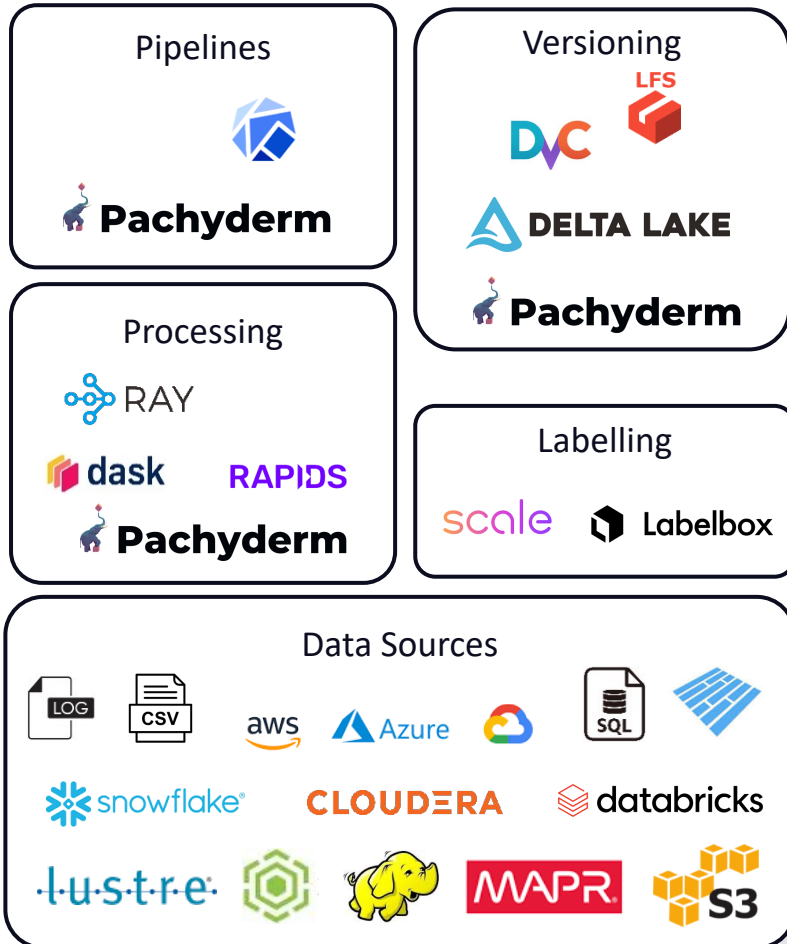 Pipelines
Pachyderm
Versioning
LFS
DVC
DELTA LAKE
Pachyderm
Processing
RAY
dask
RAPIDS
Pachyderm
Labelling
scale
Labelbox
Data Sources
LOG
CSV
aws
Azure
SQL
snowflake®
CLOUDERA
databricks
l·u·s·t·r·e®
MAPR.
S3